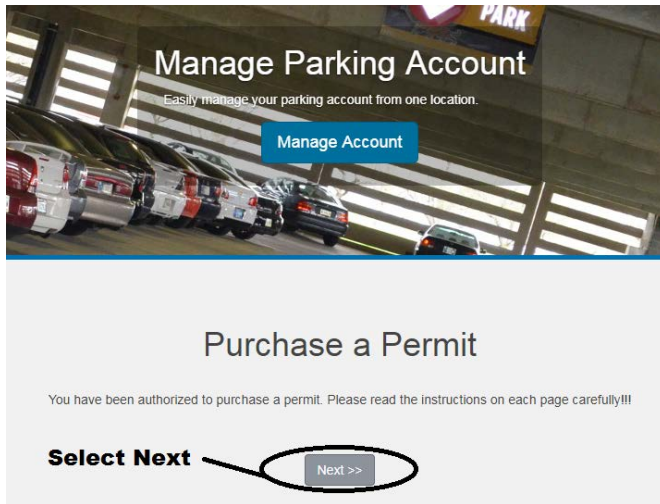 PARK
Manage Parking Account
Easily manage your parking account from one location.
Manage Account
Purchase a Permit
You have been authorized to purchase a permit. Please read the instructions on each page carefully!!!
Select Next
Next >>